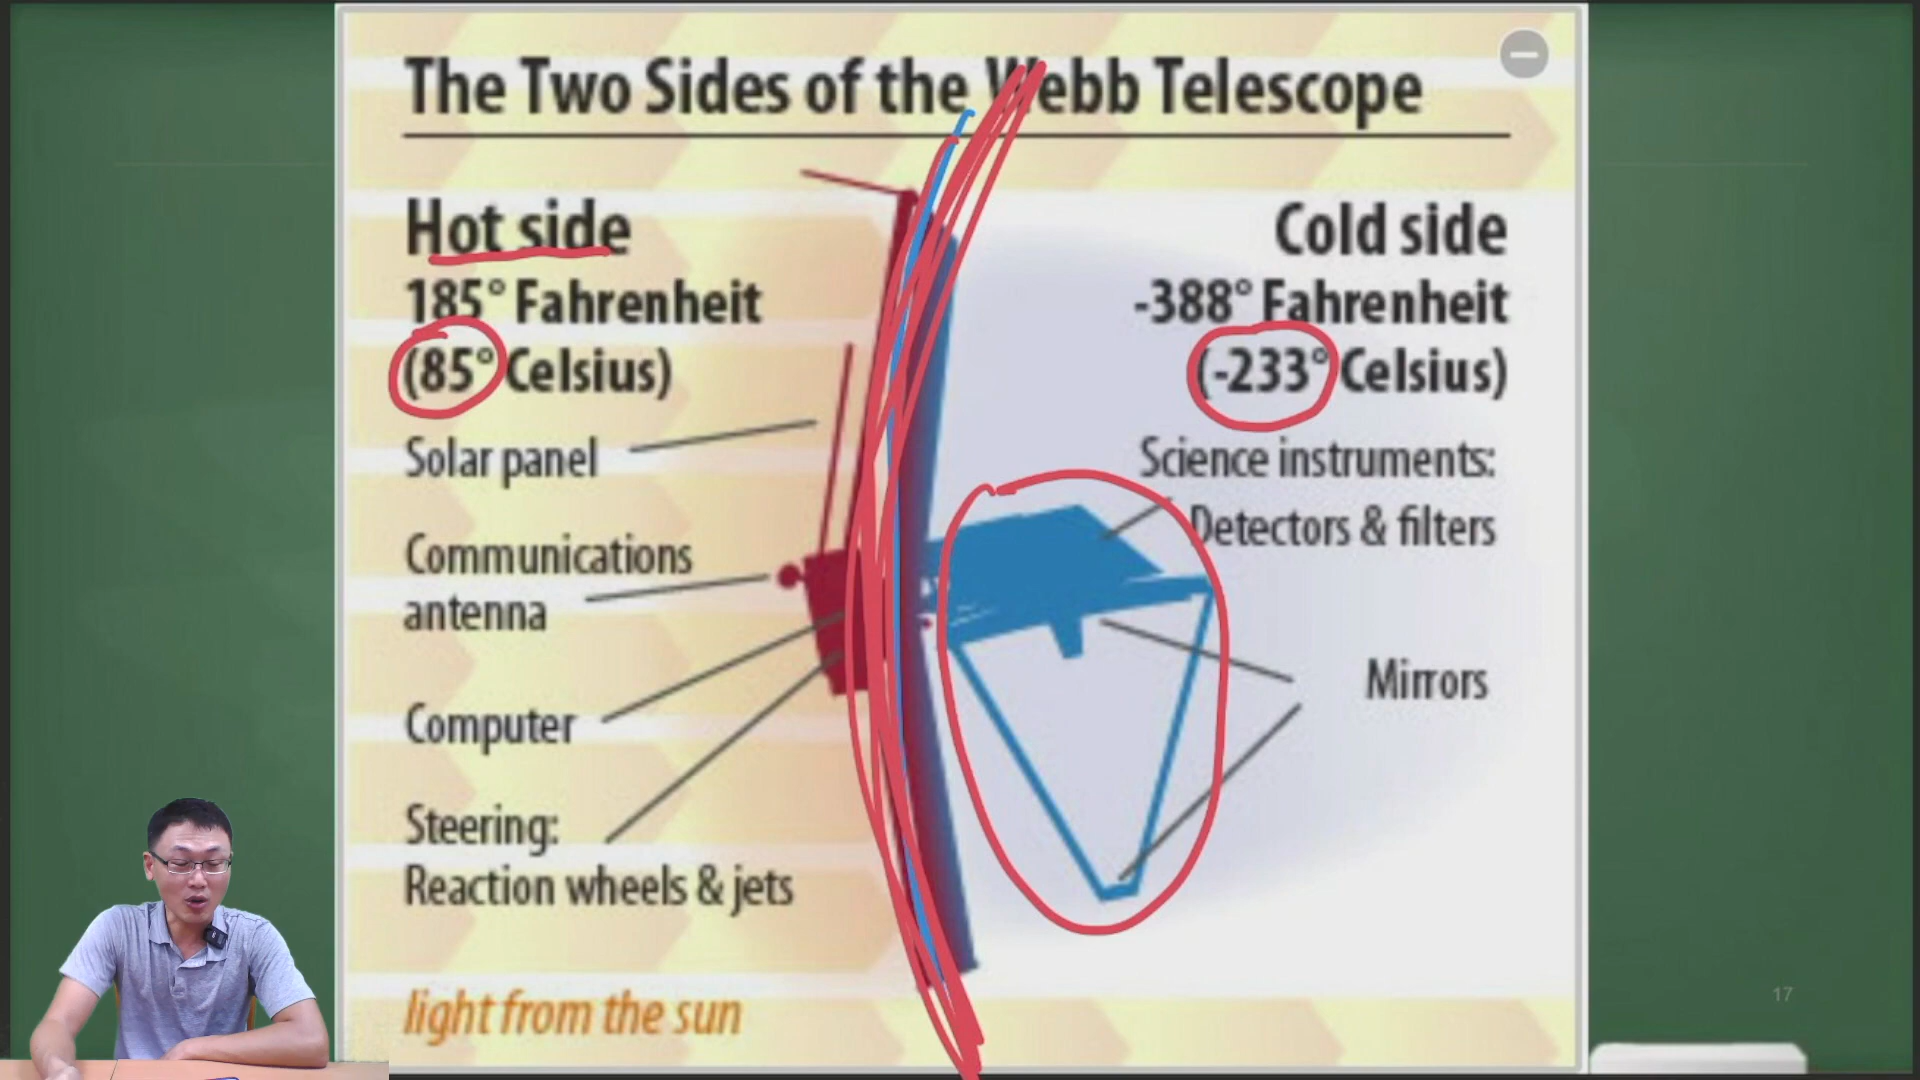 The Two Sides of the Webb Telescope
Hot side
185° Fahrenheit
(85° Celsius)
Solar panel
Communications
antenna
Computer
Steering:
Reaction wheels & jets
light from the sun
Cold side
-388° Fahrenheit
(-233° Celsius)
Science instruments:
Detectors & filters
Mirrors
17